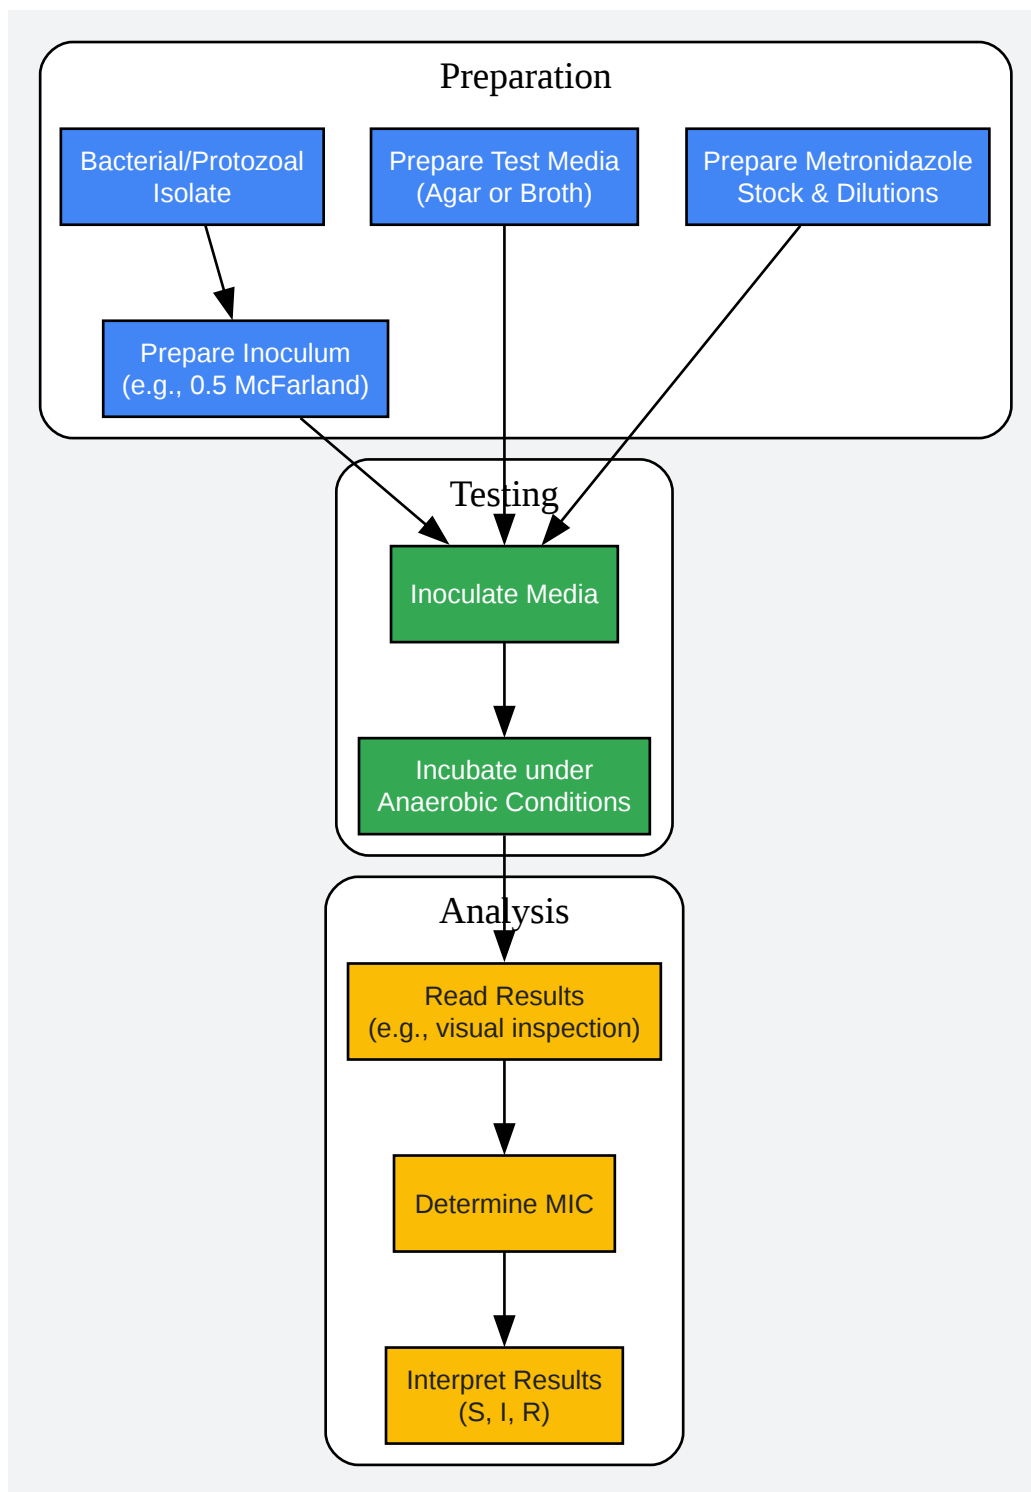 Preparation
Bacterial/Protozoal
Isolate
Prepare Test Media
(Agar or Broth)
Prepare Metronidazole
Stock & Dilutions
Prepare Inoculum
(e.g., 0.5 McFarland)
Testing
Inoculate Media
Incubate under
Anaerobic Conditions
Analysis
Read Results
(e.g., visual inspection)
Determine MIC
Interpret Results
(S, I, R)